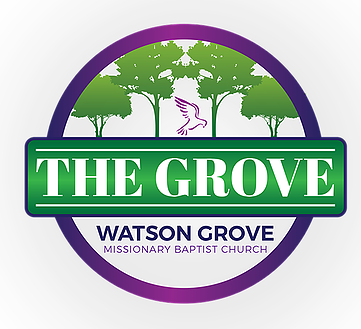 THE GROVE
WATSON GROVE
MISSIONARY BAPTIST CHURCH